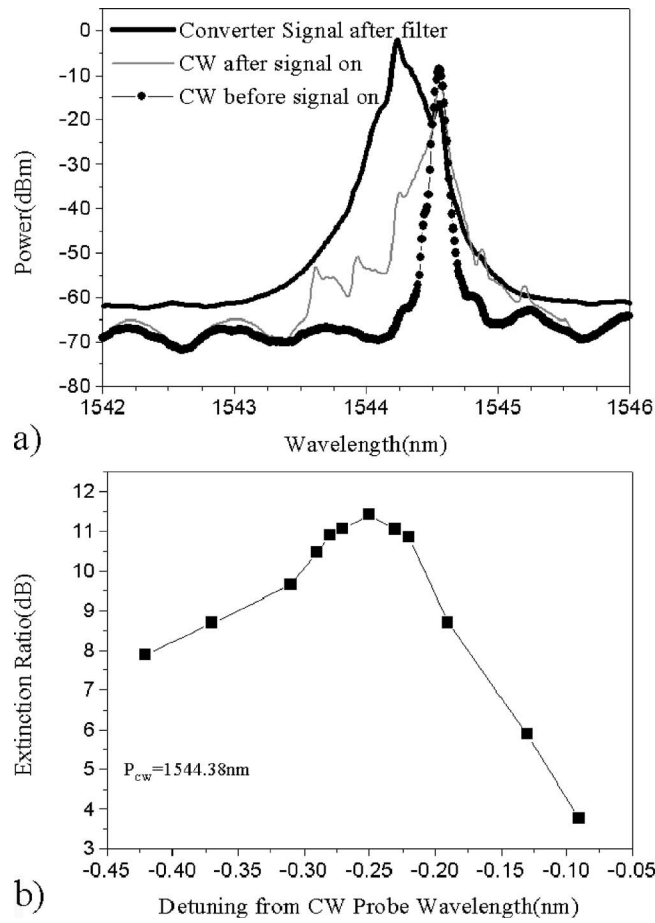 0
-10
-20
-30
-40
-50
-60
-70
-80
Power(dBm)
Converter Signal after filter
CW after signal on
CW before signal on
1542 1543 1544 1545 1546
Wavelength(nm)
a)
12
11
10
9
8
7
6
5
4
3
Extinction Ratio(dB)
Pcw=1544.38nm
-0.45 -0.40 -0.35 -0.30 -0.25 -0.20 -0.15 -0.10 -0.05
Detuning from CW Probe Wavelength(nm)
b)